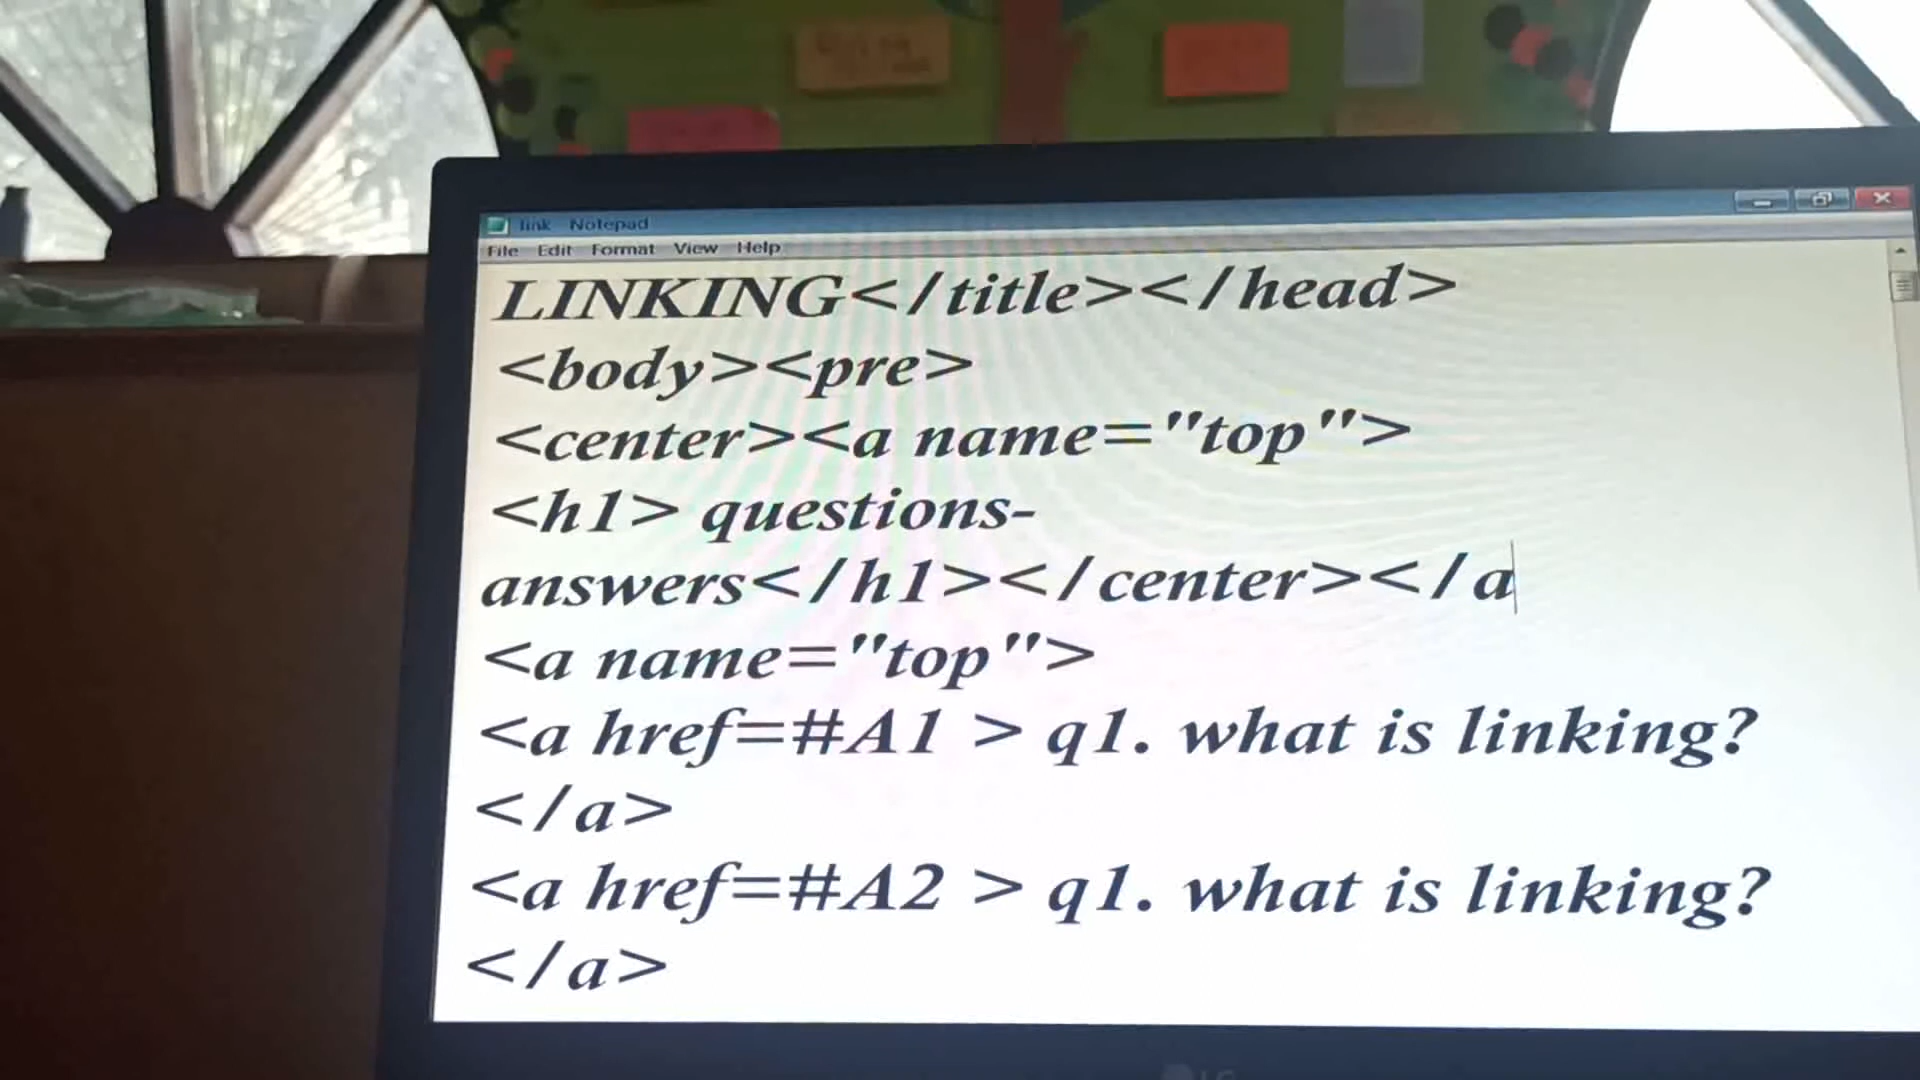 link - Notepad
File Edit Format View Help
LINKING</title></head>
<body><pre>
<center><a name="top">
<h1> questions-
answers</h1></center></a
<a name="top">
<a href=#A1 > q1. what is linking?
</a>
<a href=#A2 > q1. what is linking?
</a>
LG